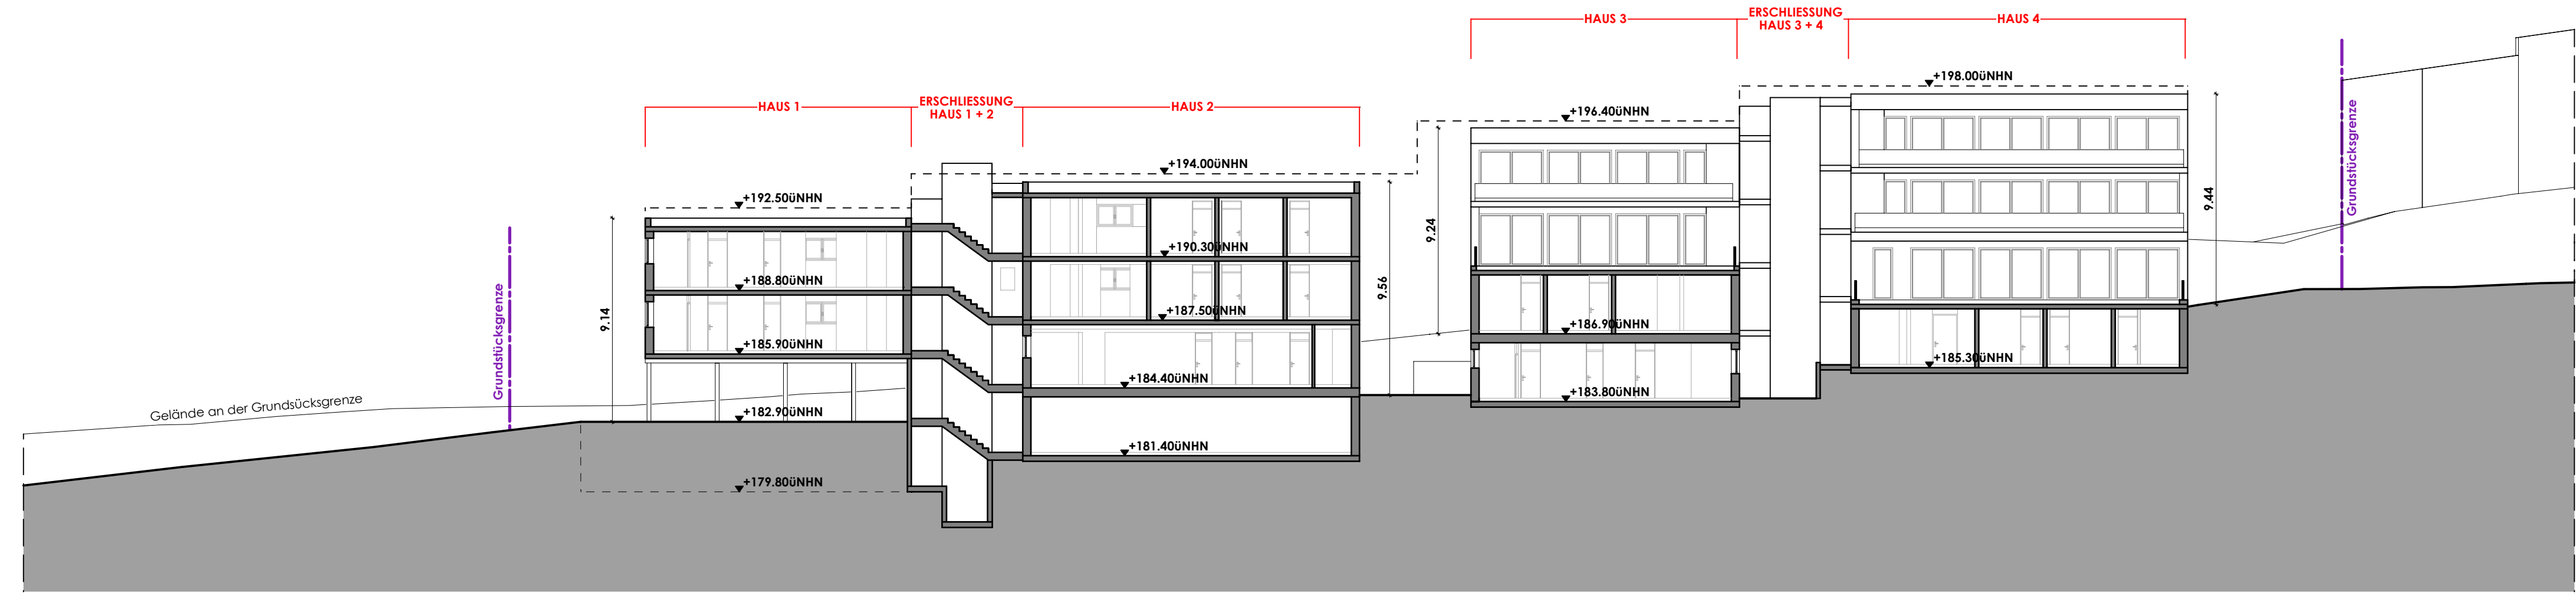 HAUS 1
ERSCHLIESSUNG
HAUS 1 + 2
HAUS 2
HAUS 3
ERSCHLIESSUNG
HAUS 3 + 4
HAUS 4
Grundstücksgrenze
Gelände an der Grundsücksgrenze
9.14
+192.50üNHN
+188.80üNHN
+185.90üNHN
+182.90üNHN
+179.80üNHN
+194.00üNHN
+190.30üNHN
+187.50üNHN
+184.40üNHN
+181.40üNHN
9.56
9.24
+196.40üNHN
+186.90üNHN
+183.80üNHN
+198.00üNHN
+185.30üNHN
9.44
Grundstücksgrenze